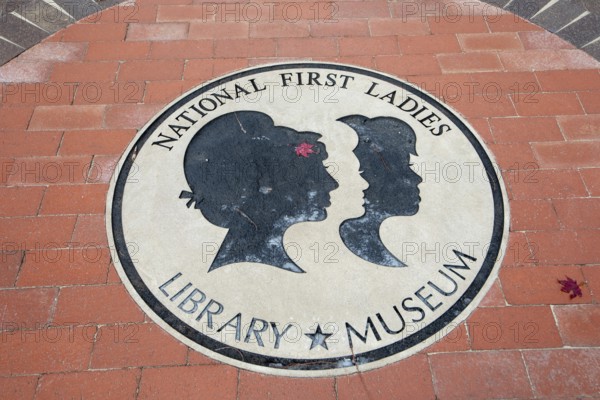 NATIONAL FIRST LADIES
LIBRARY ★ MUSEUM